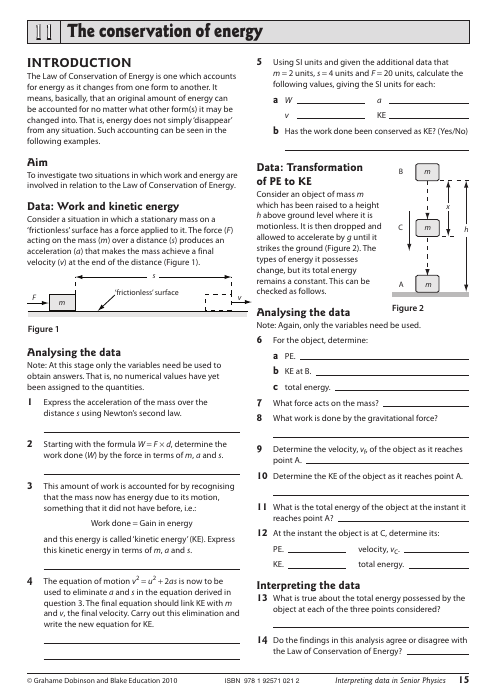 11 The conservation of energy
INTRODUCTION
The Law of Conservation of Energy is one which accounts
for energy as it changes from one form to another. It
means, basically, that an original amount of energy can
be accounted for no matter what other form(s) it may be
changed into. That is, energy does not simply ‘disappear’
from any situation. Such accounting can be seen in the
following examples.
Aim
To investigate two situations in which work and energy are
involved in relation to the Law of Conservation of Energy.
Data: Work and kinetic energy
Consider a situation in which a stationary mass on a
‘frictionless’ surface has a force applied to it. The force (F)
acting on the mass (m) over a distance (s) produces an
acceleration (a) that makes the mass achieve a final
velocity (v) at the end of the distance (Figure 1).
s
F
m
‘frictionless’ surface
v
Figure 1
Analysing the data
Note: At this stage only the variables need be used to
obtain answers. That is, no numerical values have yet
been assigned to the quantities.
1 Express the acceleration of the mass over the
distance s using Newton’s second law.
2 Starting with the formula W = F × d, determine the
work done (W) by the force in terms of m, a and s.
3 This amount of work is accounted for by recognising
that the mass now has energy due to its motion,
something that it did not have before, i.e.:
Work done = Gain in energy
and this energy is called ‘kinetic energy’ (KE). Express
this kinetic energy in terms of m, a and s.
4 The equation of motion v² = u² + 2as is now to be
used to eliminate a and s in the equation derived in
question 3. The final equation should link KE with m
and v, the final velocity. Carry out this elimination and
write the new equation for KE.
5 Using SI units and given the additional data that
m = 2 units, s = 4 units and F = 20 units, calculate the
following values, giving the SI units for each:
a W a
v KE
b Has the work done been conserved as KE? (Yes/No)
Data: Transformation
of PE to KE
Consider an object of mass m
which has been raised to a height
h above ground level where it is
motionless. It is then dropped and
allowed to accelerate by g until it
strikes the ground (Figure 2). The
types of energy it possesses
change, but its total energy
remains a constant. This can be
checked as follows.
B
m
x
C
m
h
A
m
Figure 2
Analysing the data
Note: Again, only the variables need be used.
6 For the object, determine:
a PE.
b KE at B.
c total energy.
7 What force acts on the mass?
8 What work is done by the gravitational force?
9 Determine the velocity, vf, of the object as it reaches
point A.
10 Determine the KE of the object as it reaches point A.
11 What is the total energy of the object at the instant it
reaches point A?
12 At the instant the object is at C, determine its:
PE. velocity, vC.
KE. total energy.
Interpreting the data
13 What is true about the total energy possessed by the
object at each of the three points considered?
14 Do the findings in this analysis agree or disagree with
the Law of Conservation of Energy?
© Grahame Dobinson and Blake Education 2010 ISBN 978 1 92571 021 2 Interpreting data in Senior Physics 15